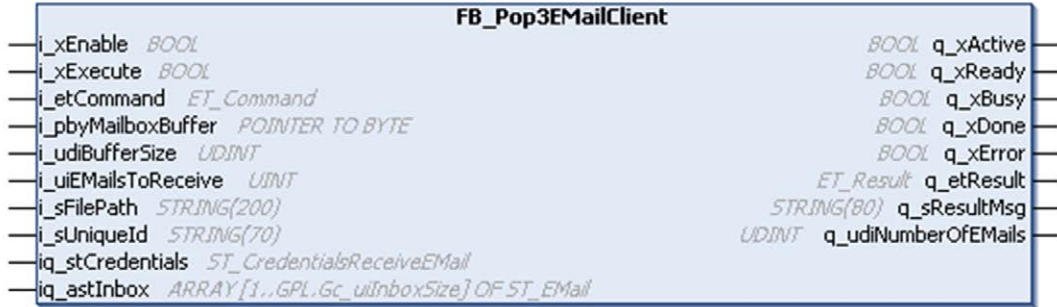 FB_Pop3EMailClient
i_xEnable BOOL BOOL q_xActive
i_xExecute BOOL BOOL q_xReady
i_etCommand ET_Command BOOL q_xBusy
i_pbyMailboxBuffer POINTER TO BYTE BOOL q_xDone
i_udiBufferSize UDINT BOOL q_xError
i_uiEMailsToReceive UINT ET_Result q_etResult
i_sFilePath STRING(200) STRING(80) q_sResultMsg
i_sUniqueId STRING(70) UDINT q_udiNumberOfEMails
iq_stCredentials ST_CredentialsReceiveEMail
iq_astInbox ARRAY [1..GPL.Gc_uiInboxSize] OF ST_EMail